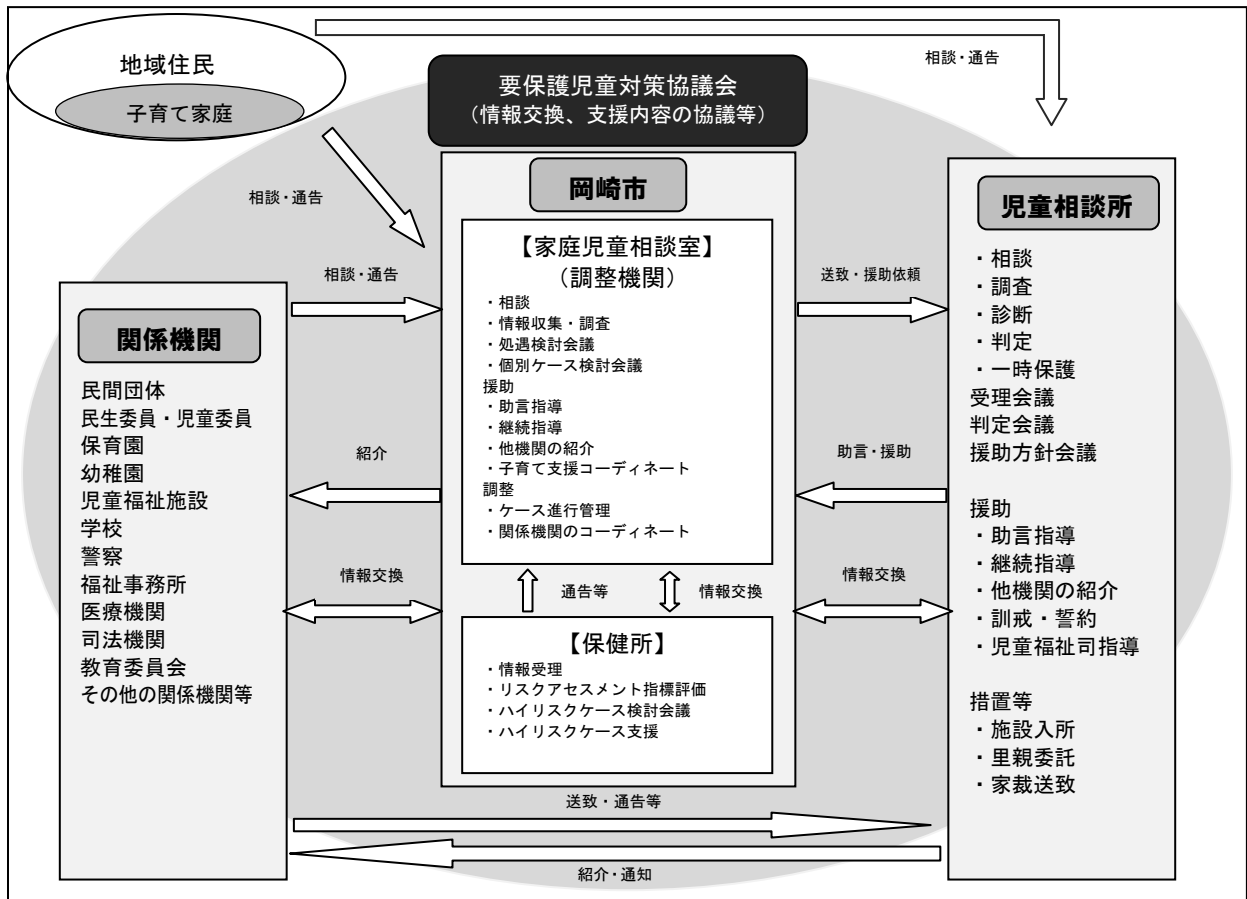 地域住民
子育て家庭
相談・通告
要保護児童対策協議会
（情報交換、支援内容の協議等）
相談・通告
関係機関
民間団体
民生委員・児童委員
保育園
幼稚園
児童福祉施設
学校
警察
福祉事務所
医療機関
司法機関
教育委員会
その他の関係機関等
相談・通告
紹介
情報交換
岡崎市
【家庭児童相談室】
（調整機関）
・相談
・情報収集・調査
・処遇検討会議
・個別ケース検討会議
援助
・助言指導
・継続指導
・他機関の紹介
・子育て支援コーディネート
調整
・ケース進行管理
・関係機関のコーディネート
通告等
情報交換
【保健所】
・情報受理
・リスクアセスメント指標評価
・ハイリスクケース検討会議
・ハイリスクケース支援
送致・援助依頼
助言・援助
情報交換
児童相談所
・相談
・調査
・診断
・判定
・一時保護
受理会議
判定会議
援助方針会議
援助
・助言指導
・継続指導
・他機関の紹介
・訓戒・誓約
・児童福祉司指導
措置等
・施設入所
・里親委託
・家裁送致
送致・通告等
紹介・通知